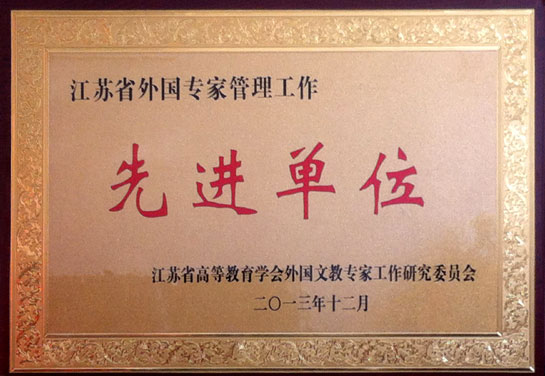 江苏省外国专家管理工作
先进单位
江苏省高等教育学会外国文教专家工作研究委员会
二〇一三年十二月